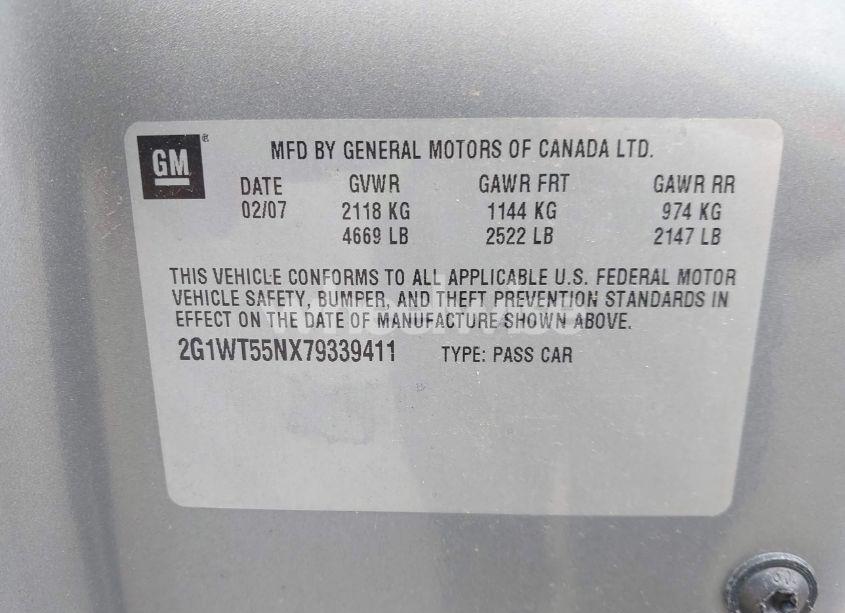 GM®
MFD BY GENERAL MOTORS OF CANADA LTD.
DATE GVWR GAWR FRT GAWR RR
02/07 2118 KG 1144 KG 974 KG
4669 LB 2522 LB 2147 LB
THIS VEHICLE CONFORMS TO ALL APPLICABLE U.S. FEDERAL MOTOR
VEHICLE SAFETY, BUMPER, AND THEFT PREVENTION STANDARDS IN
EFFECT ON THE DATE OF MANUFACTURE SHOWN ABOVE.
2G1WT55NX79339411 TYPE: PASS CAR